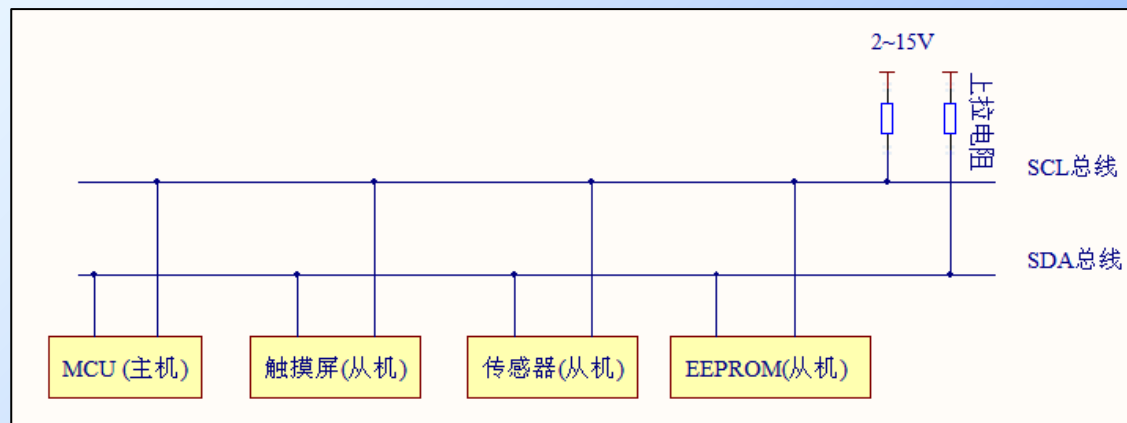 2~15V
上拉电阻
SCL总线
SDA总线
MCU (主机)
触摸屏(从机)
传感器(从机)
EEPROM(从机)